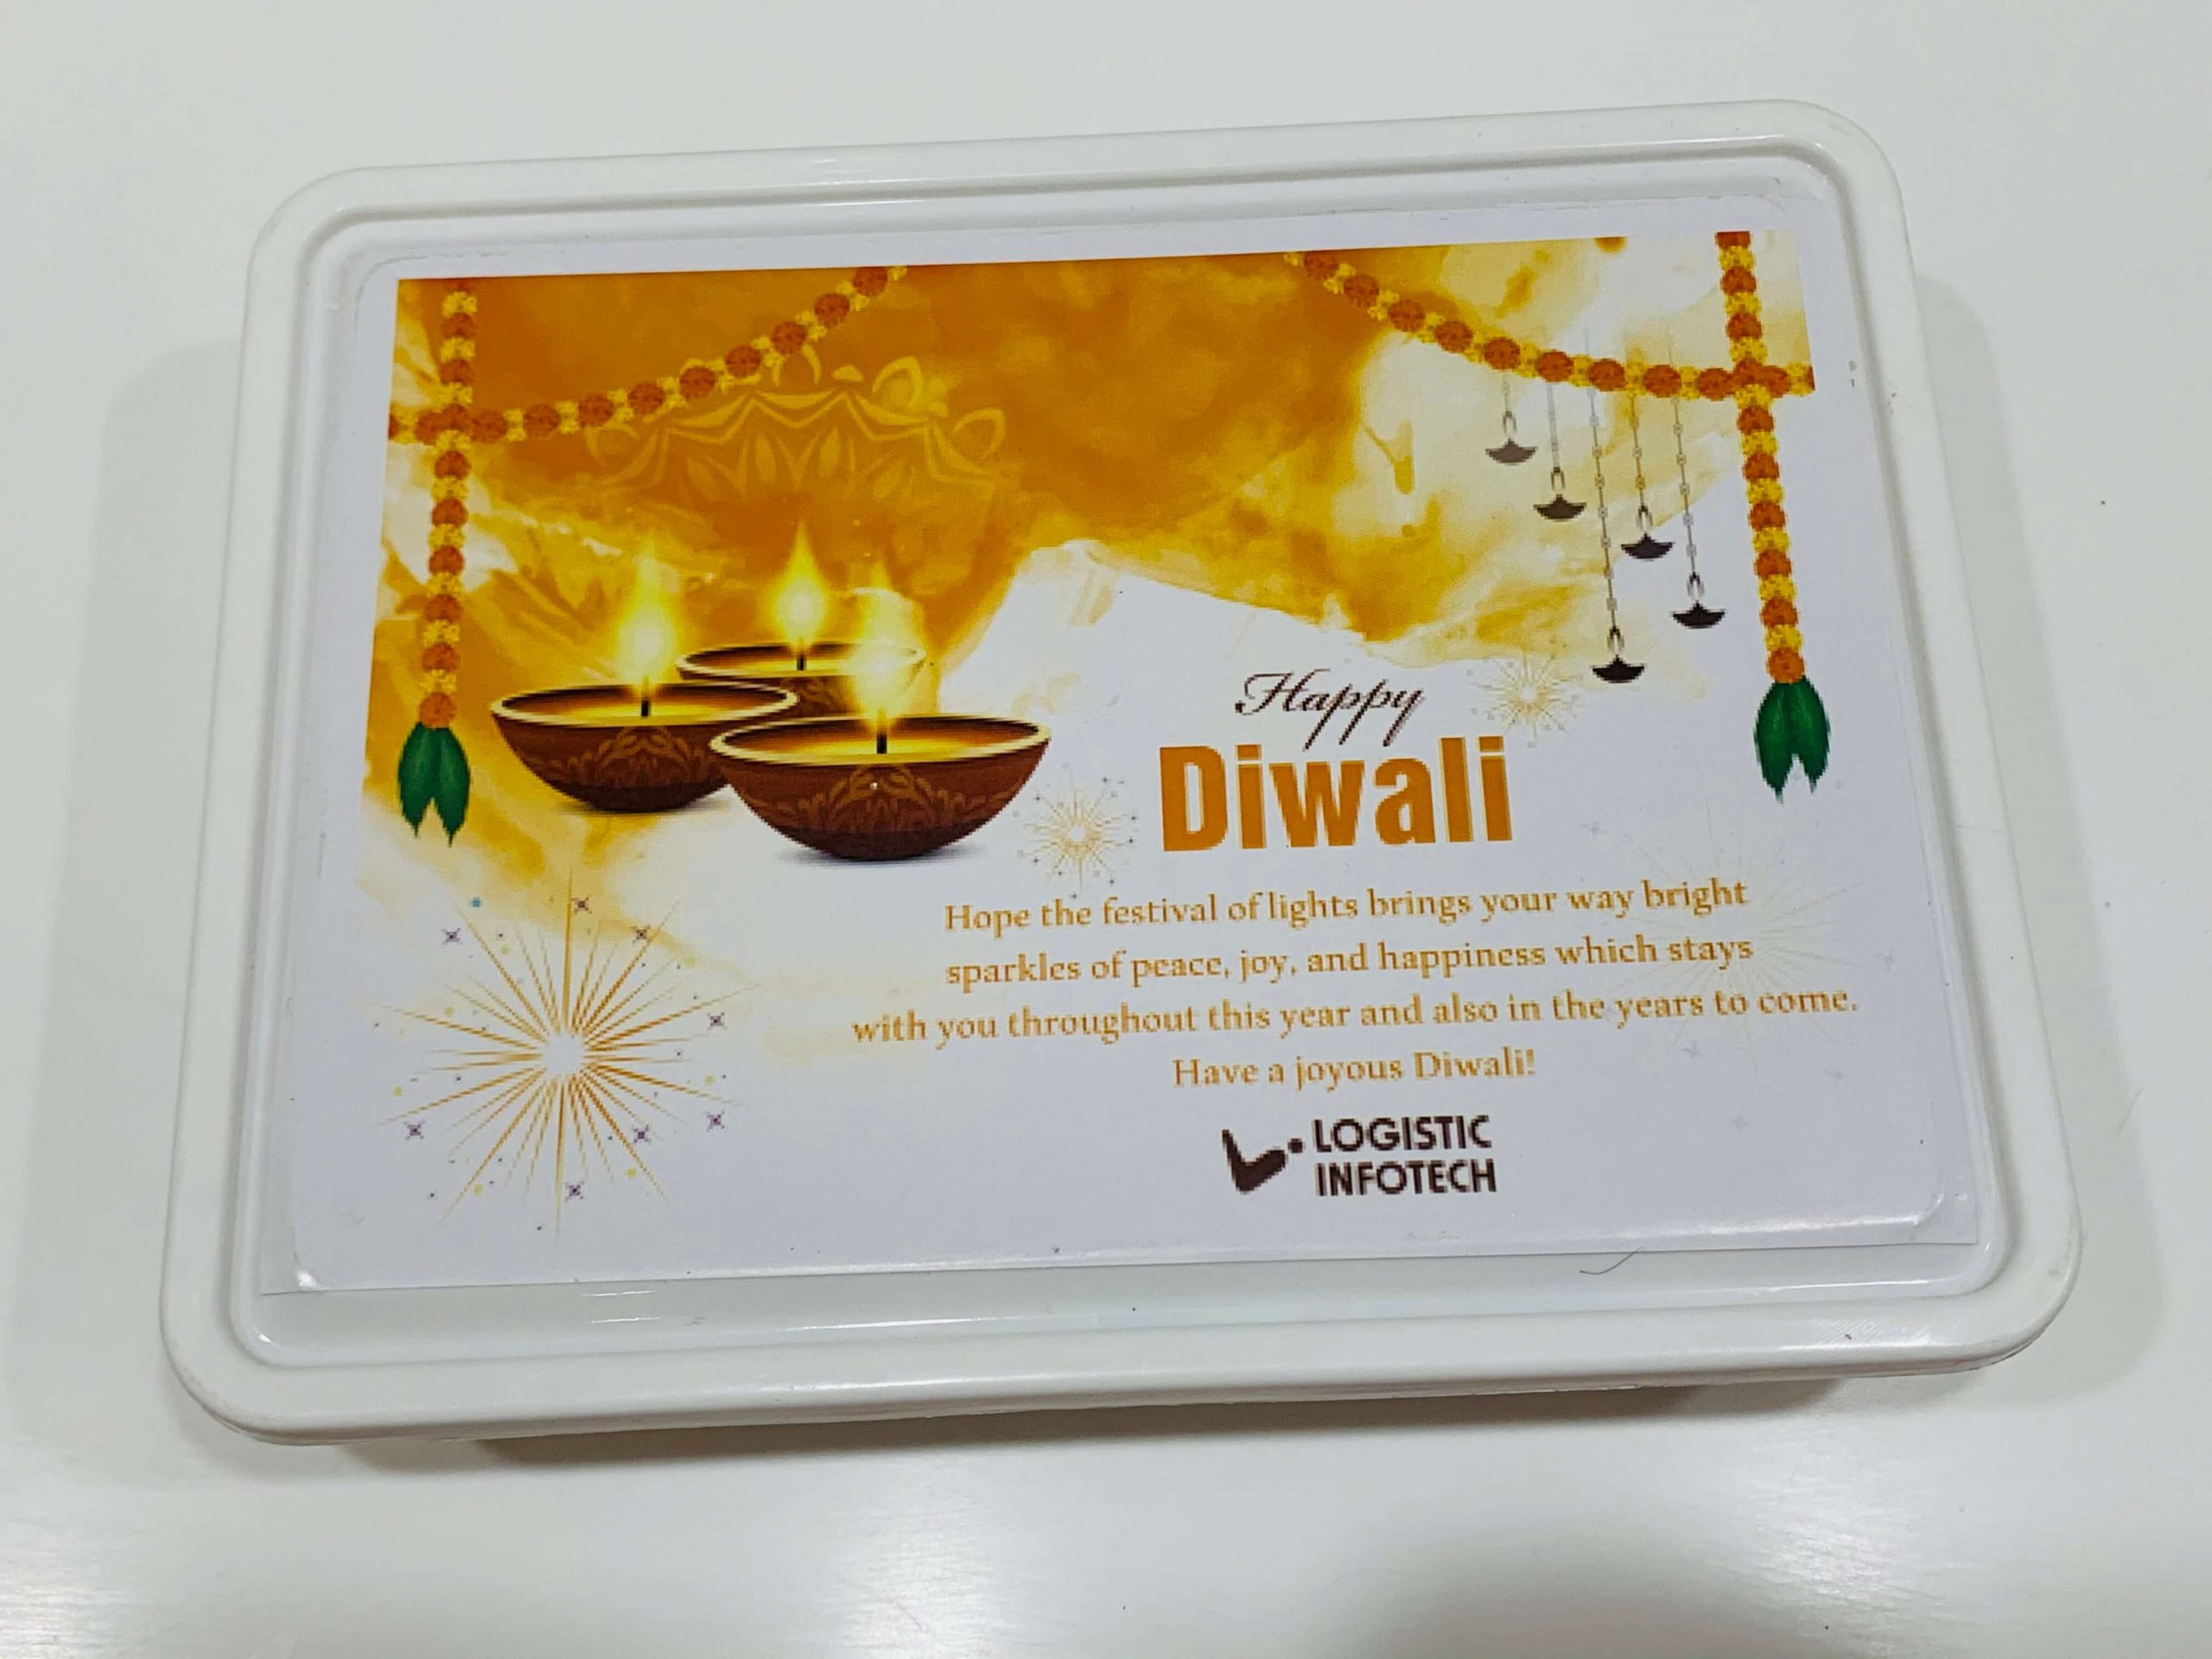 Happy
Diwali
Hope the festival of lights brings your way bright
sparkles of peace, joy, and happiness which stays
with you throughout this year and also in the years to come.
Have a joyous Diwali!
LOGISTIC
INFOTECH